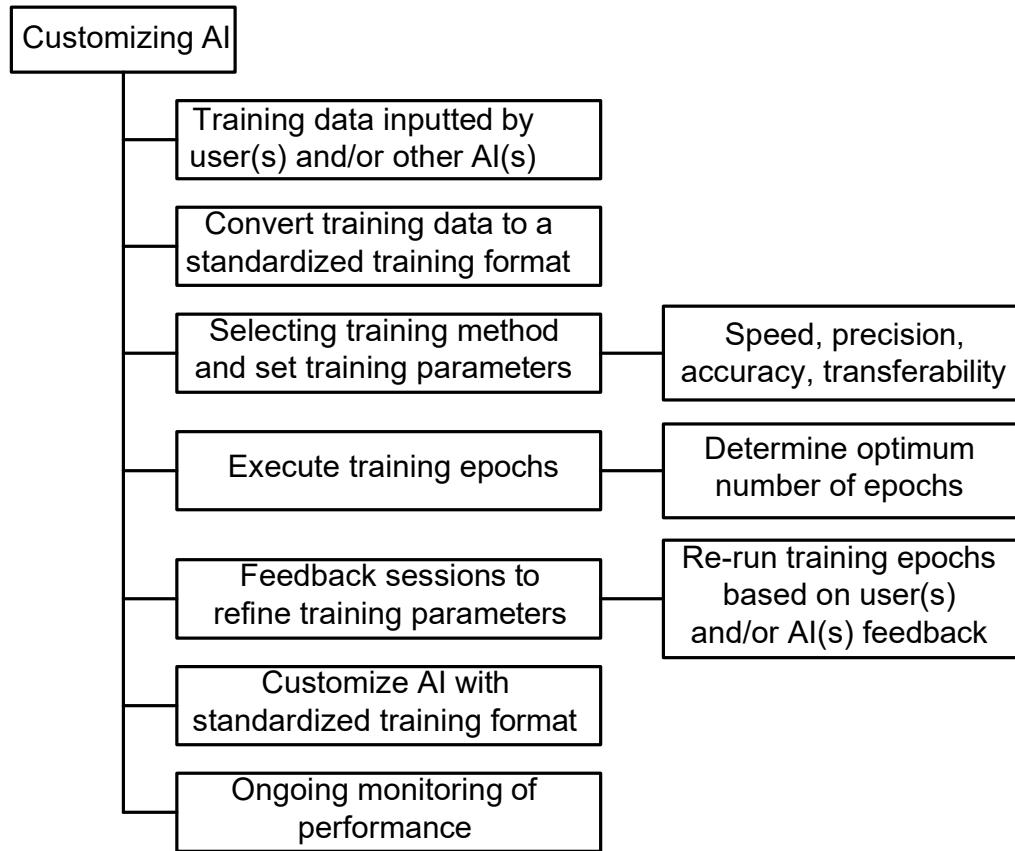 Customizing AI
Training data inputted by
user(s) and/or other AI(s)
Convert training data to a
standardized training format
Selecting training method
and set training parameters
Speed, precision,
accuracy, transferability
Execute training epochs
Determine optimum
number of epochs
Feedback sessions to
refine training parameters
Re-run training epochs
based on user(s)
and/or AI(s) feedback
Customize AI with
standardized training format
Ongoing monitoring of
performance